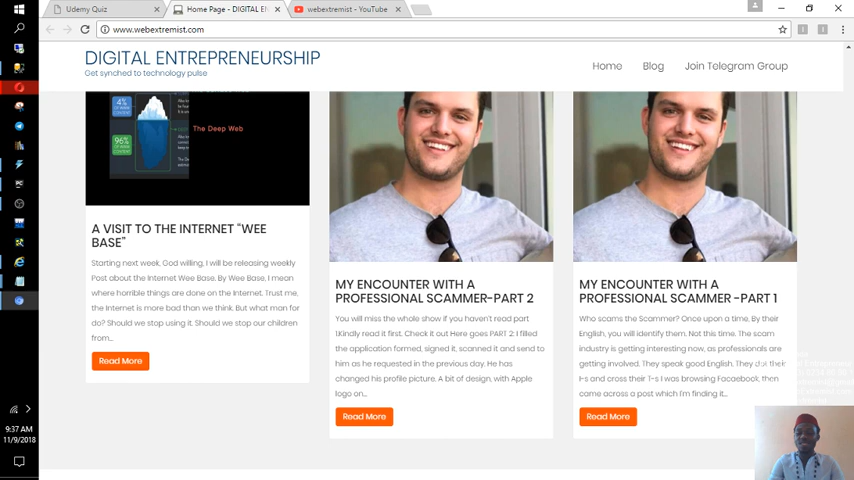 Udemy Quiz
Home Page - DIGITAL EN
webextremist - YouTube
www.webextremist.com
DIGITAL ENTREPRENEURSHIP
Get synched to technology pulse
Home
Blog
Join Telegram Group
4%
96%
The Deep Web
A VISIT TO THE INTERNET “WEE
BASE”
Starting next week, God willing, I will be releasing weekly
Post about the Internet Wee Base. By Wee Base, I mean
where horrible things are done on the Internet. Trust me,
the Internet is more bad than we think. But what man for
do? Should we stop using it. Should we stop our children
from...
Read More
MY ENCOUNTER WITH A
PROFESSIONAL SCAMMER-PART 2
You will miss the whole show if you haven't read part
1.Kindly read it first. Check it out Here goes PART 2: I filled
the application formed, signed it, scanned it and send to
him as he requested in the previous day. He has
changed his profile picture. A bit of design, with Apple
logo on...
Read More
MY ENCOUNTER WITH A
PROFESSIONAL SCAMMER -PART 1
Who scams the Scammer? Once upon a time, By their
English, you will identify them. Not this time. The scam
industry is getting interesting now, as professionals are
getting involved. They speak good English. They dot their
I-s and cross their T-s I was browsing Facaebook, then
came across a post which I'm finding it...
Read More
9:37 AM
11/9/2018